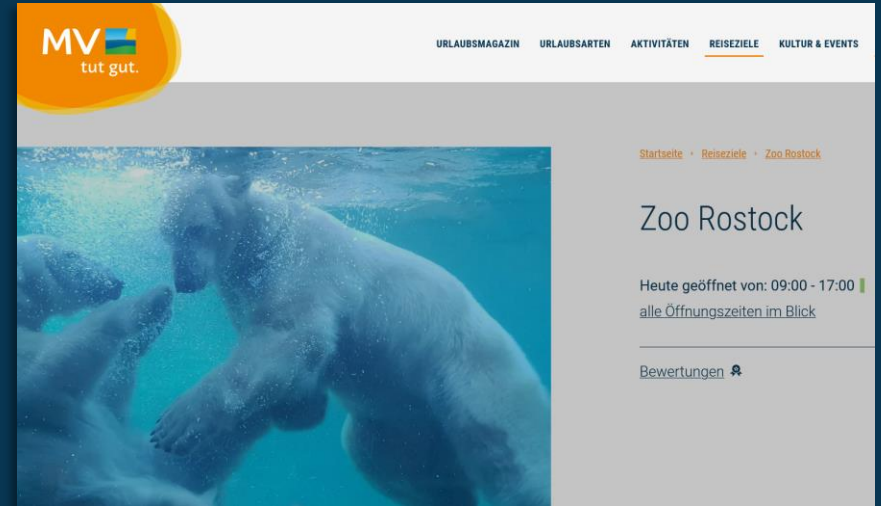 MV
tut gut.
URLAUBSMAGAZIN URLAUBSARTEN AKTIVITÄTEN REISEZIELE KULTUR & EVENTS
Startseite • Reiseziele • Zoo Rostock
Zoo Rostock
Heute geöffnet von: 09:00 - 17:00
alle Öffnungszeiten im Blick
Bewertungen